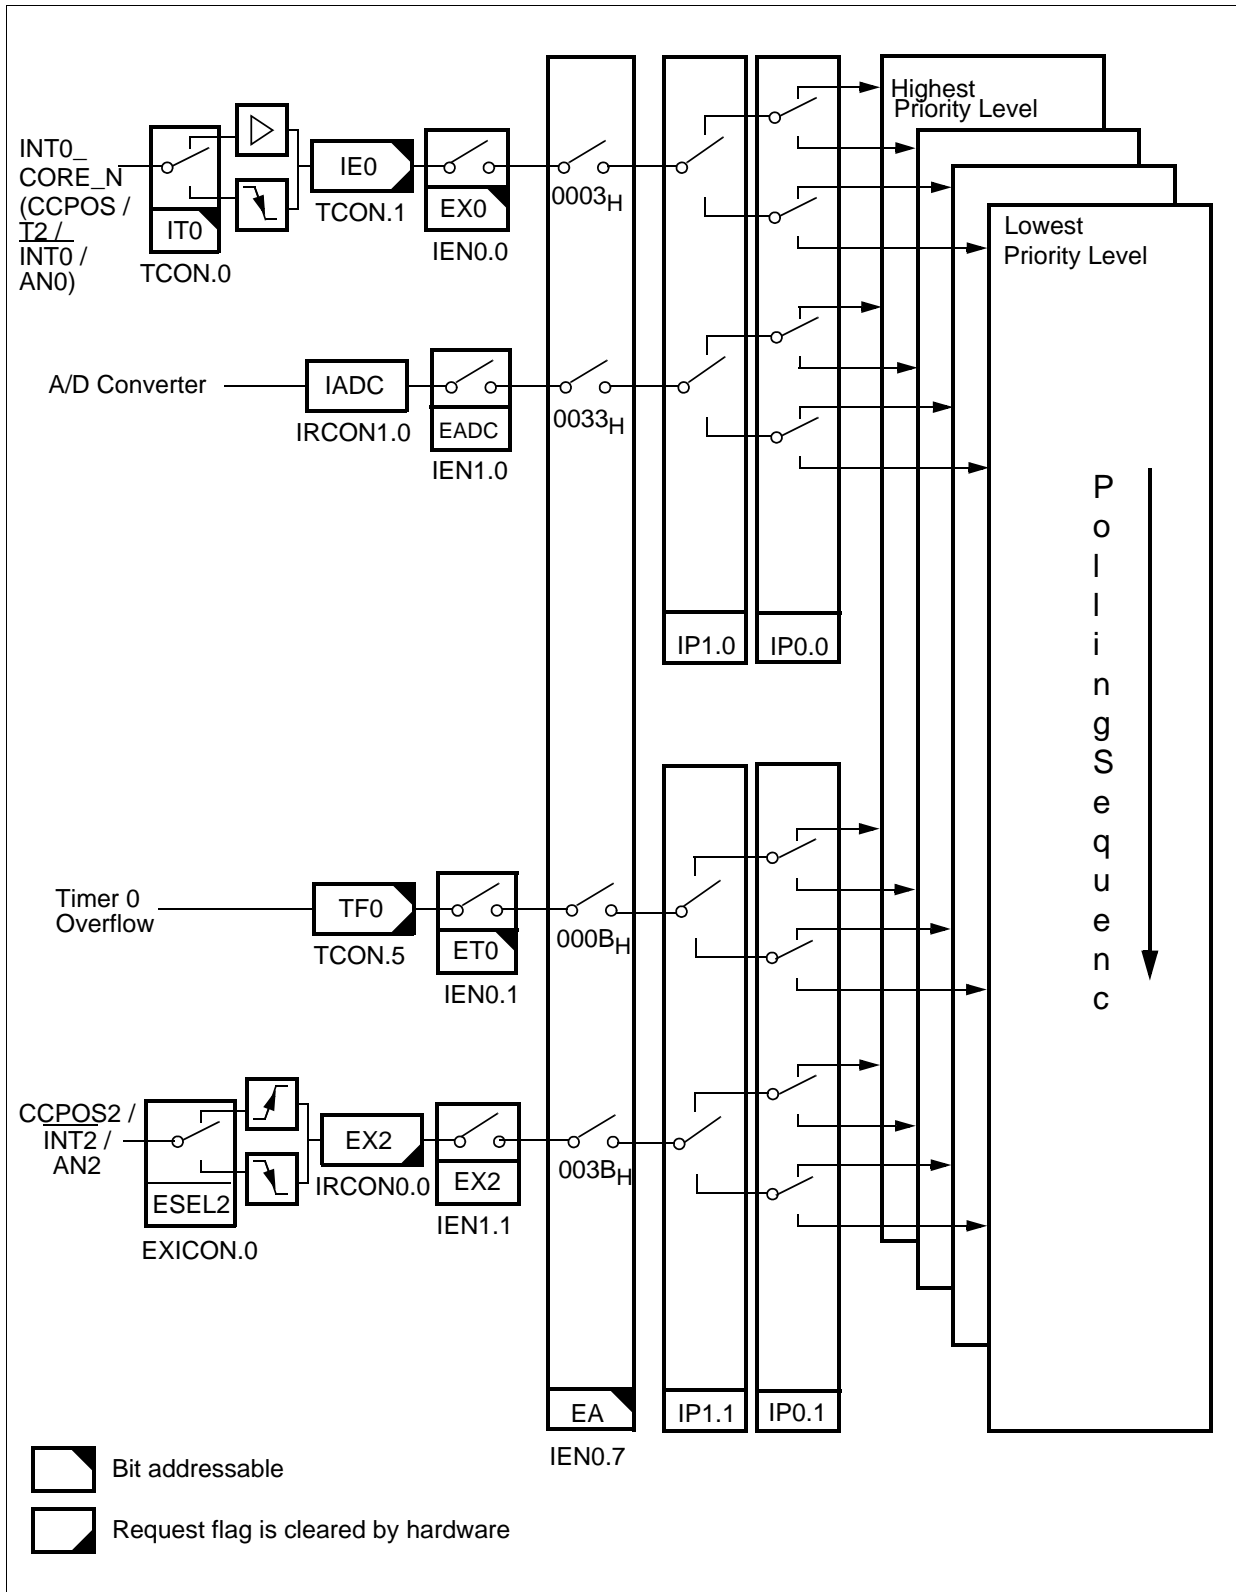 Highest
Priority Level
INT0_
CORE_N
(CCPOS /
T2 /
INT0 /
AN0)
IT0
TCON.0
IE0
TCON.1
EX0
IEN0.0
0003H
Lowest
Priority Level
A/D Converter
IADC
IRCON1.0
EADC
IEN1.0
0033H
IP1.0
IP0.0
P
o
l
l
i
n
g
S
e
q
u
e
n
c
Timer 0
Overflow
TF0
TCON.5
ET0
IEN0.1
000BH
CCPOS2 /
INT2 /
AN2
ESEL2
EXICON.0
EX2
IRCON0.0
EX2
IEN1.1
003BH
EA
IEN0.7
IP1.1
IP0.1
Bit addressable
Request flag is cleared by hardware